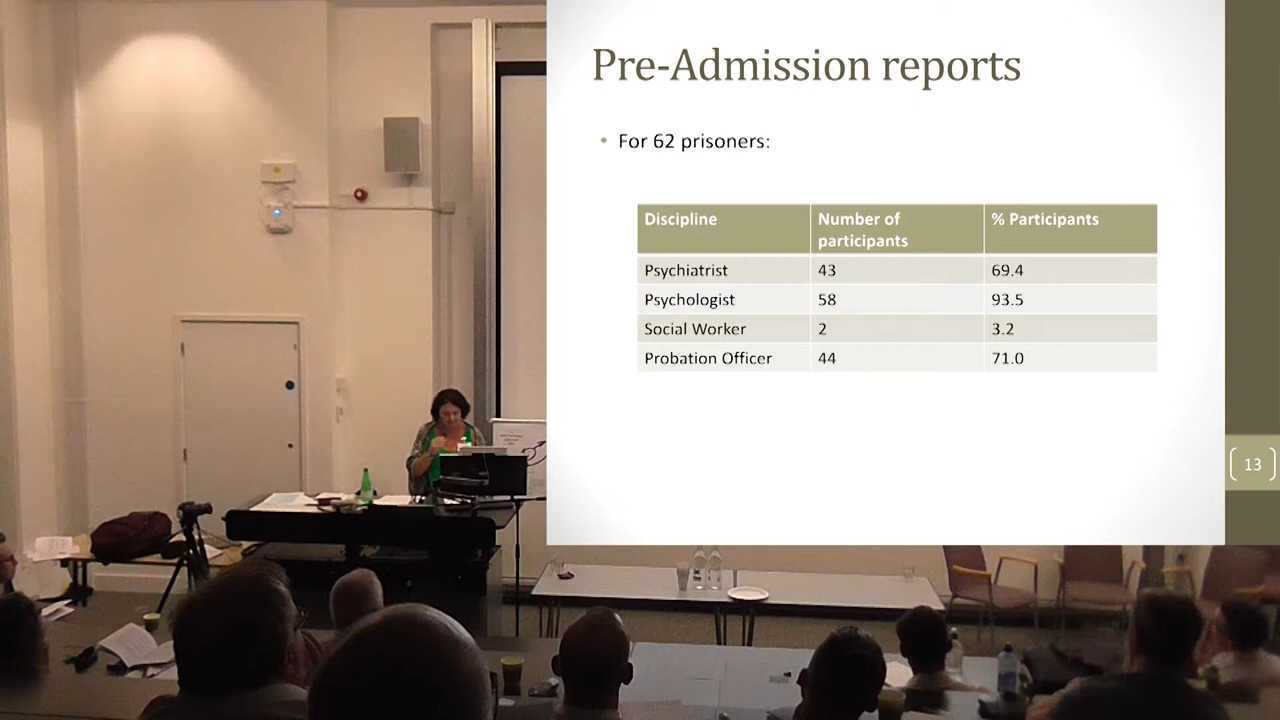 Pre-Admission reports
• For 62 prisoners:
Discipline Number of participants % Participants
Psychiatrist 43 69.4
Psychologist 58 93.5
Social Worker 2 3.2
Probation Officer 44 71.0
13